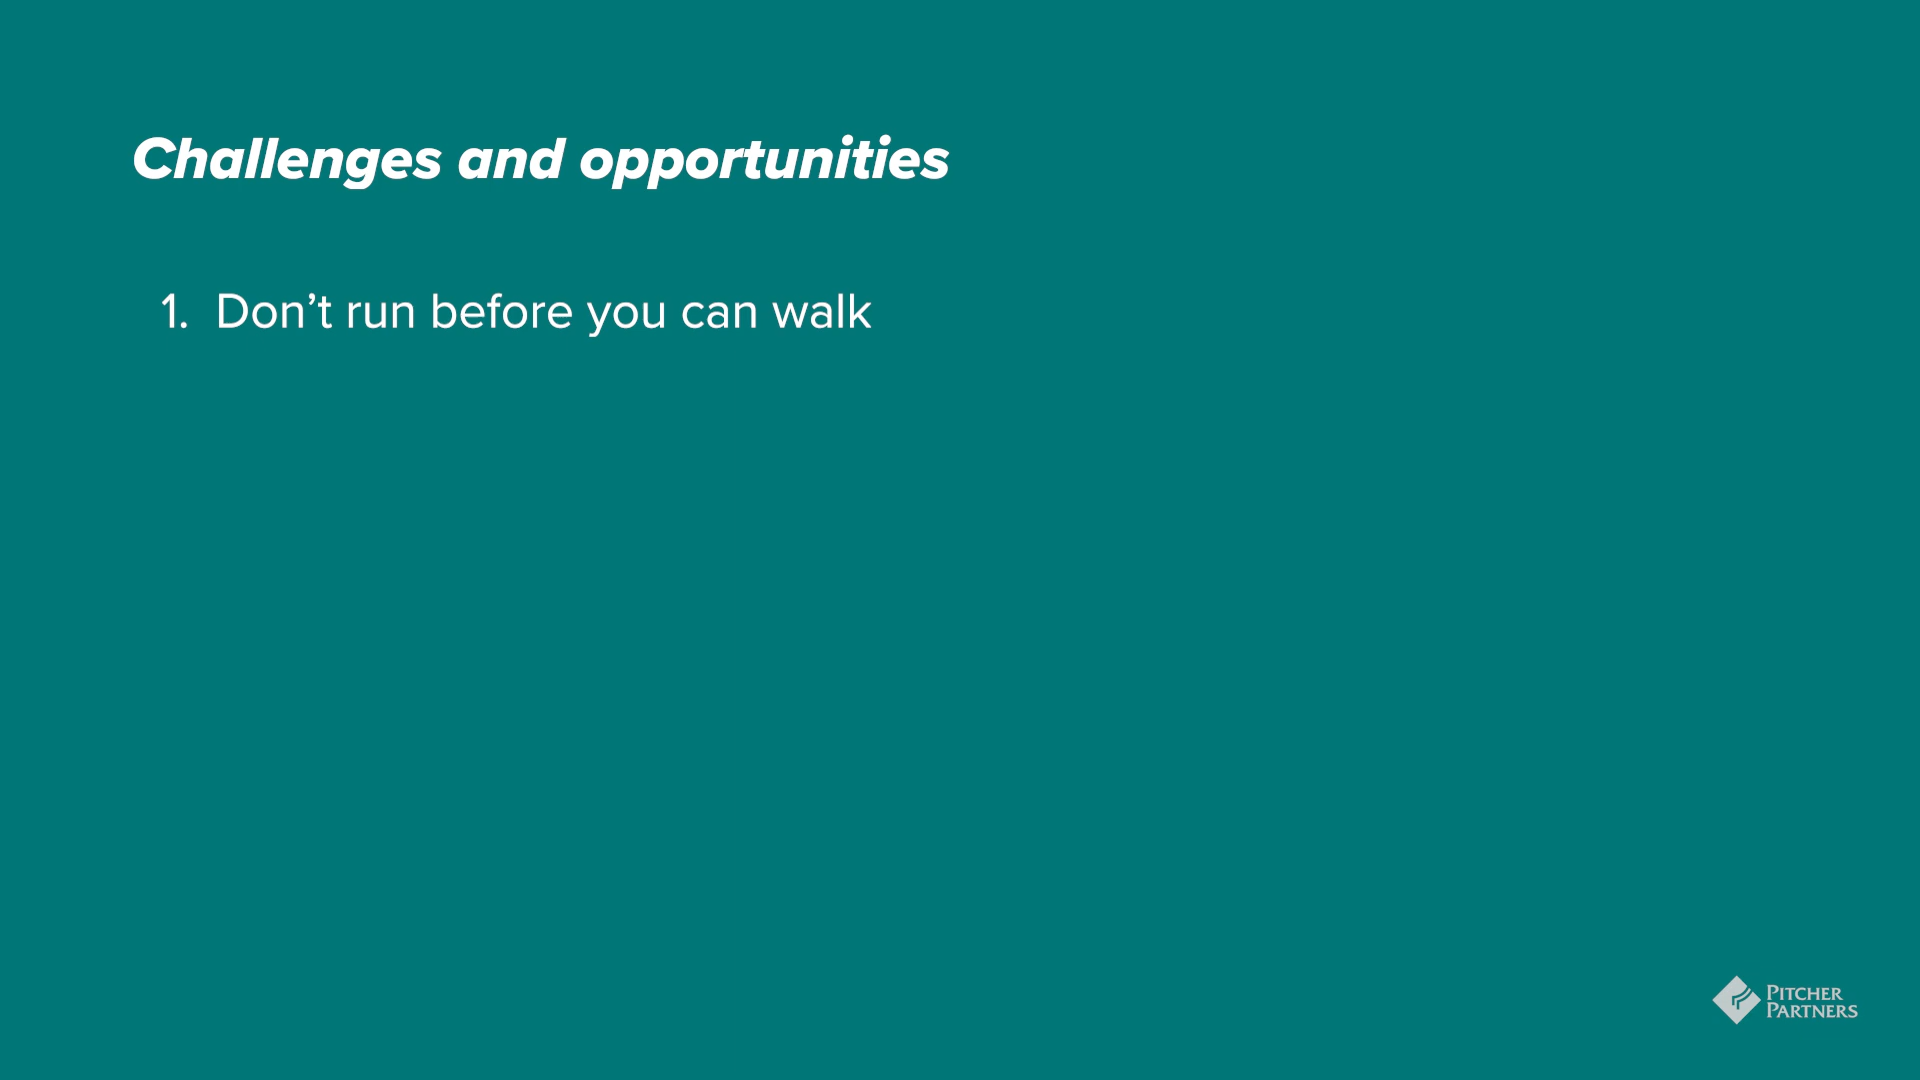 Challenges and opportunities
1. Don’t run before you can walk
PITCHER
PARTNERS